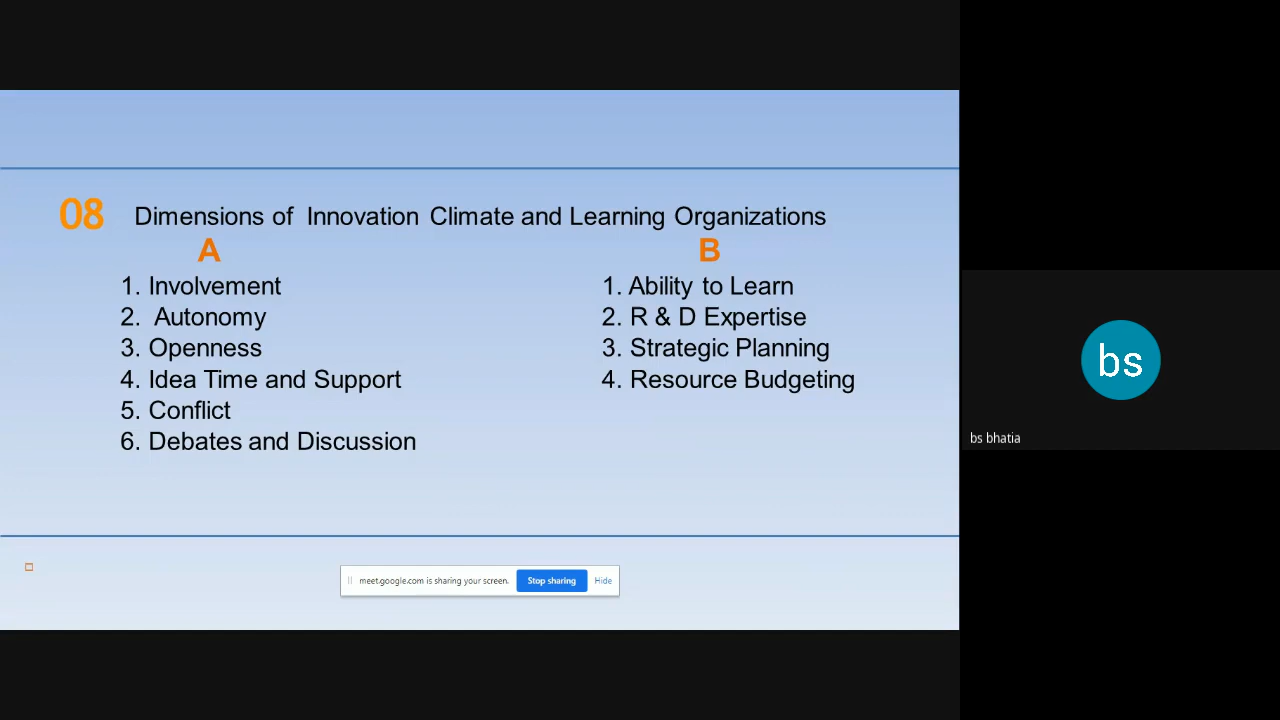 08 Dimensions of Innovation Climate and Learning Organizations
A
1. Involvement
2. Autonomy
3. Openness
4. Idea Time and Support
5. Conflict
6. Debates and Discussion
B
1. Ability to Learn
2. R & D Expertise
3. Strategic Planning
4. Resource Budgeting
meet.google.com is sharing your screen. Stop sharing Hide
bs
bs bhatia